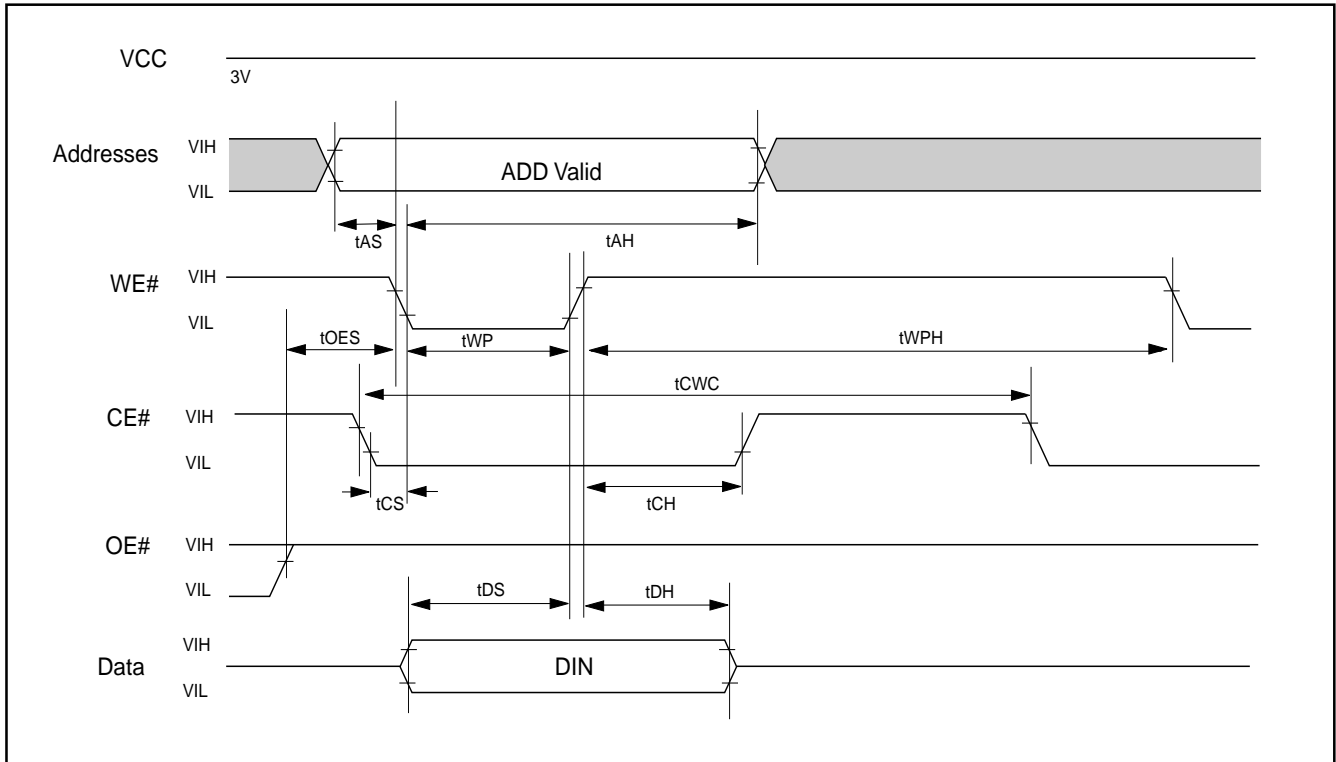 VCC
3V
Addresses
VIH
VIL
ADD Valid
tAS
tAH
WE#
VIH
VIL
tOES
tWP
tWPH
tCWC
CE#
VIH
VIL
tCS
tCH
OE#
VIH
VIL
tDS
tDH
Data
VIH
VIL
DIN